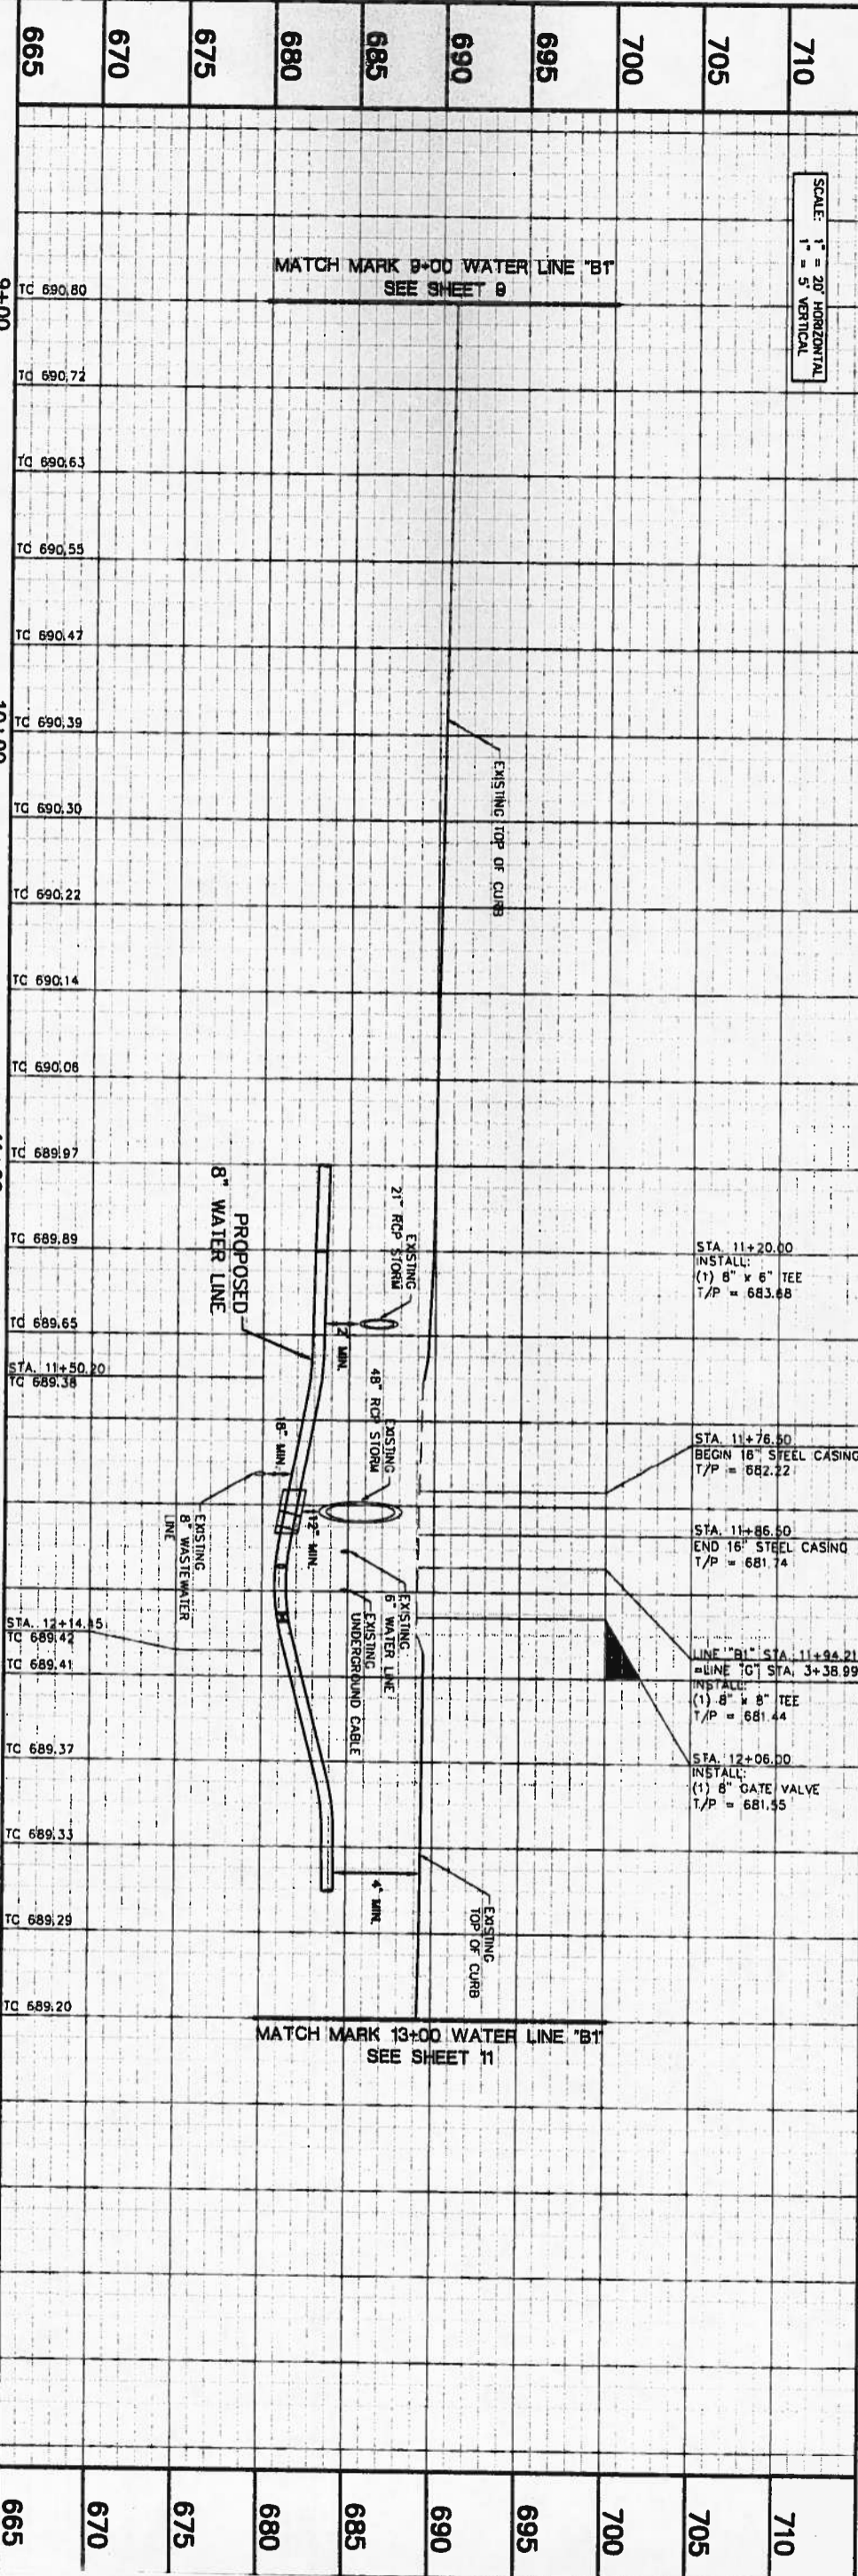 665
670
675
680
685
690
695
700
705
710
SCALE: 1" = 20' HORIZONTAL
1" = 5' VERTICAL
MATCH MARK 9+00 WATER LINE "B1"
SEE SHEET 9
TC 690.80
9+00
TC 690.72
TC 690.63
TC 690.55
TC 690.47
TC 690.39
EXISTING TOP OF CURB
TC 690.30
TC 690.22
TC 690.14
TC 690.06
TC 689.97
PROPOSED
8" WATER LINE
EXISTING
21" RCP STORM
TC 689.89
STA. 11+20.00
INSTALL:
(1) 8" x 6" TEE
T/P = 683.68
TC 689.65
2' MIN.
STA. 11+50.20
TC 689.38
EXISTING
48" RCP STORM
18" MIN.
STA. 11+76.50
BEGIN 16" STEEL CASING
T/P = 682.22
EXISTING
8" WASTEWATER
LINE
12" MIN.
STA. 11+86.50
END 16" STEEL CASING
T/P = 681.74
EXISTING
6" WATER LINE
EXISTING
UNDERGROUND CABLE
STA. 12+14.45
TC 689.42
TC 689.41
LINE "B1" STA. 11+94.21
=LINE "G" STA. 3+38.99
INSTALL:
(1) 8" x 8" TEE
T/P = 681.44
TC 689.37
STA. 12+06.00
INSTALL:
(1) 8" GATE VALVE
T/P = 681.55
TC 689.33
4' MIN.
EXISTING
TOP OF CURB
TC 689.29
TC 689.20
MATCH MARK 13+00 WATER LINE "B1"
SEE SHEET 11
665
670
675
680
685
690
695
700
705
710